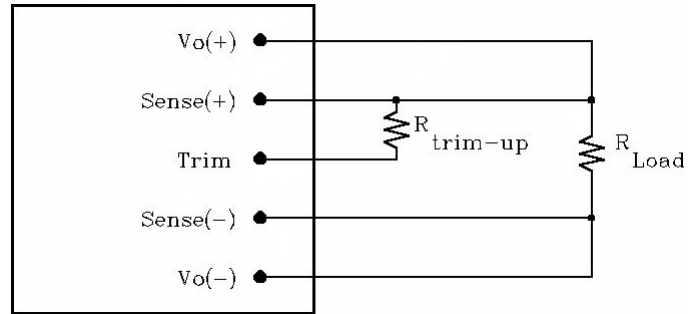 Vo(+)
Sense(+)
R trim-up
Trim
R Load
Sense(-)
Vo(-)